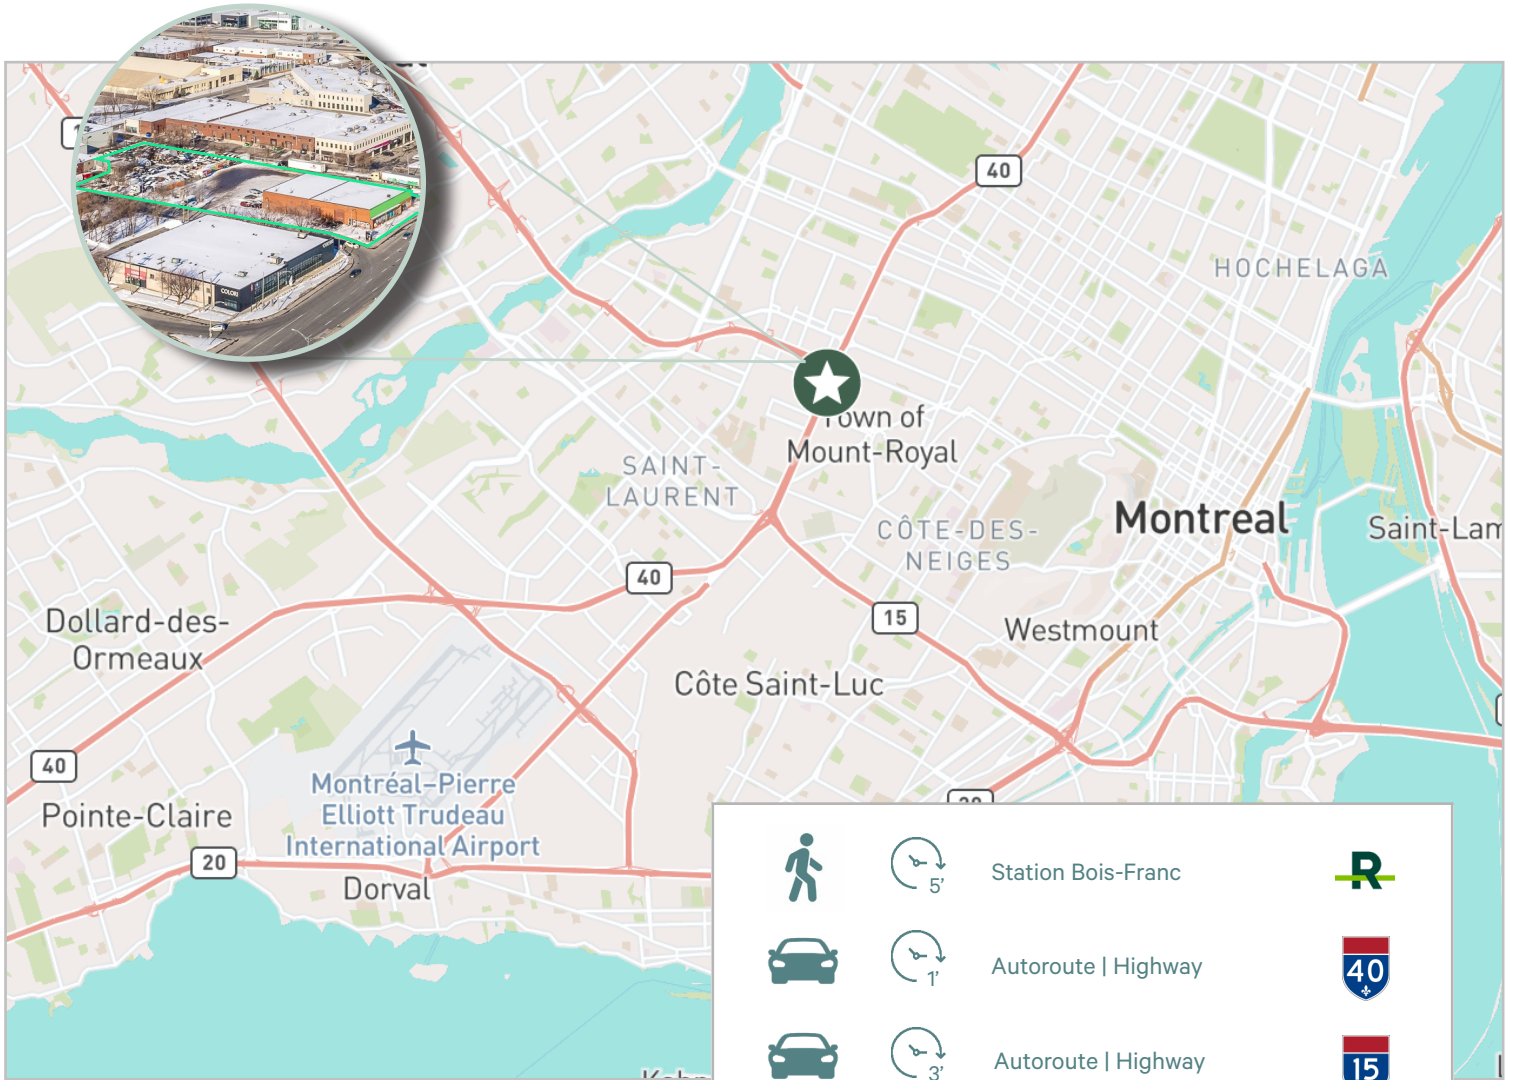 40
HOCHELAGA
COLORI
Town of
Mount-Royal
SAINT-
LAURENT
CÔTE-DES-
NEIGES
Montreal
Saint-Lam
40
15
Westmount
Dollard-des-
Ormeaux
Côte Saint-Luc
40
Montréal–Pierre
Elliott Trudeau
International Airport
Pointe-Claire
20
Dorval
5' Station Bois-Franc R
1' Autoroute | Highway 40
3' Autoroute | Highway 15